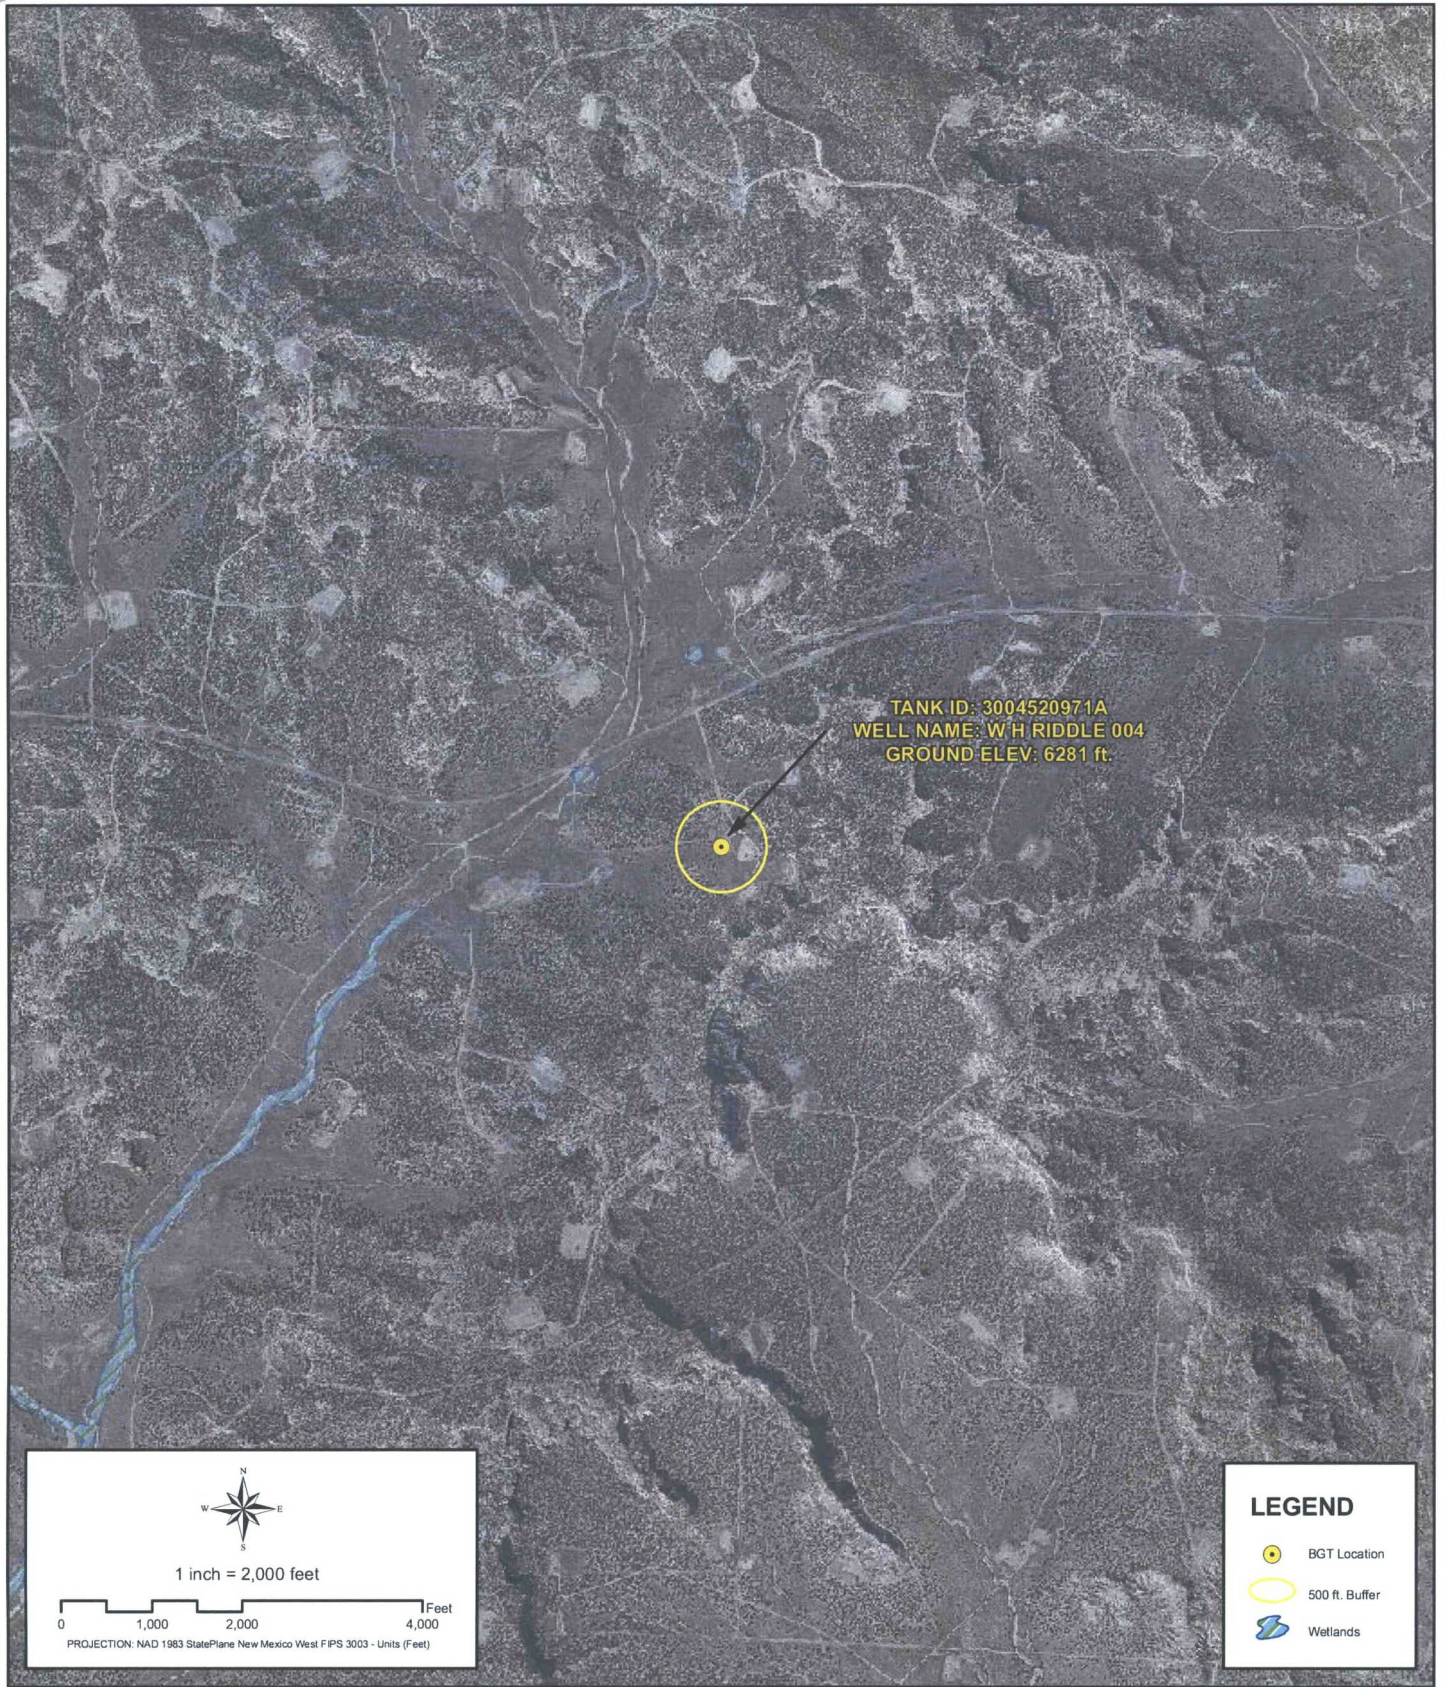 TANK ID: 3004520971A
WELL NAME: W H RIDDLE 004
GROUND ELEV: 6281 ft.
N
W E
S
1 inch = 2,000 feet
Feet
0 1,000 2,000 4,000
PROJECTION: NAD 1983 StatePlane New Mexico West FIPS 3003 - Units (Feet)
LEGEND
BGT Location
500 ft. Buffer
Wetlands